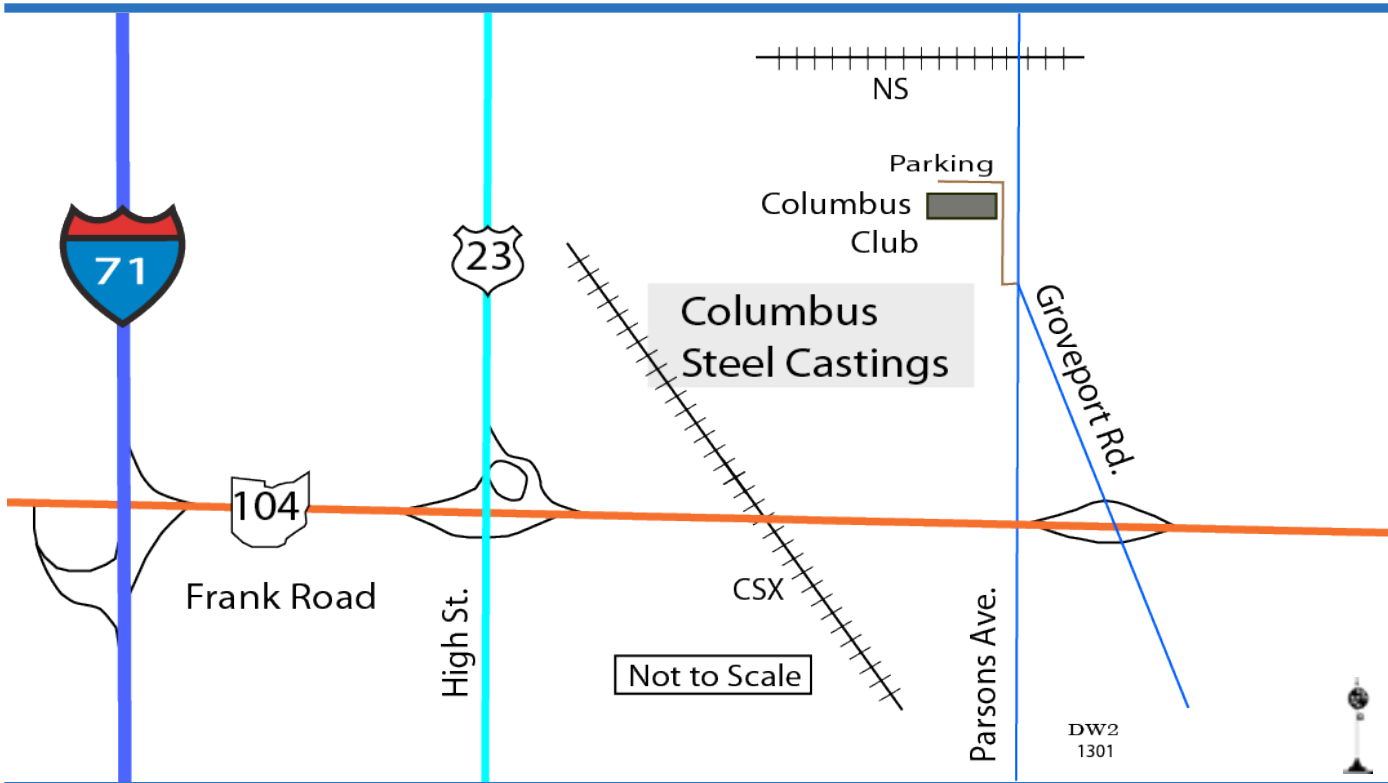 NS
Parking
Columbus
Club
71
23
Columbus
Steel Castings
Groveport Rd.
104
Frank Road
CSX
High St.
Not to Scale
Parsons Ave.
DW2
1301